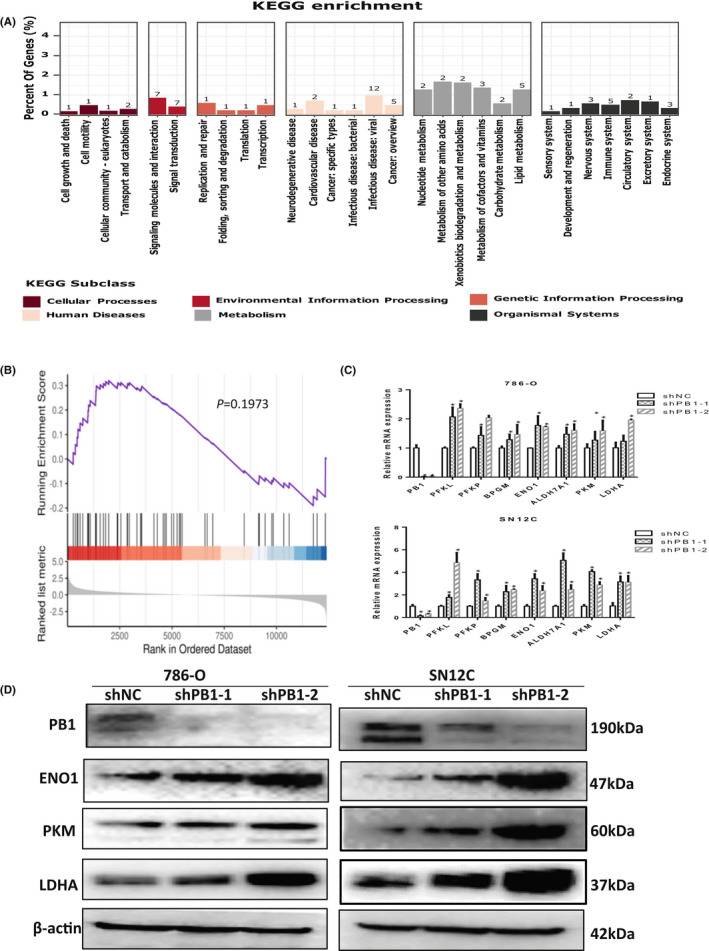 KEGG enrichment
(A)
Percent Of Genes (%)
4
3
2
1
0
1
1
1
2
7
7
1
1
1
1
1
2
1
1
12
5
2
2
2
3
2
5
1
1
3
5
2
1
3
Cell growth and death
Cell motility
Cellular community - eukaryotes
Transport and catabolism
Signaling molecules and interaction
Signal transduction
Replication and repair
Folding, sorting and degradation
Translation
Transcription
Neurodegenerative disease
Cardiovascular disease
Cancer: specific types
Infectious disease: bacterial
Infectious disease: viral
Cancer: overview
Nucleotide metabolism
Metabolism of other amino acids
Xenobiotics biodegradation and metabolism
Metabolism of cofactors and vitamins
Carbohydrate metabolism
Lipid metabolism
Sensory system
Development and regeneration
Nervous system
Immune system
Circulatory system
Excretory system
Endocrine system
KEGG Subclass
Cellular Processes
Environmental Information Processing
Genetic Information Processing
Human Diseases
Metabolism
Organismal Systems
(B)
Running Enrichment Score
0.3
0.2
0.1
0.0
-0.1
-0.2
P=0.1973
Ranked list metric
5.0
2.5
0.0
-2.5
2500
5000
7500
10000
Rank in Ordered Dataset
(C)
786-O
Relative mRNA expression
3
2
1
0
shNC
shPB1-1
shPB1-2
PB1
PFKL
PFKP
BPGM
ENO1
ALDH7A1
PKM
LDHA
SN12C
Relative mRNA expression
8
6
4
2
0
shNC
shPB1-1
shPB1-2
PB1
PFKL
PFKP
BPGM
ENO1
ALDH7A1
PKM
LDHA
(D)
786-O
SN12C
shNC shPB1-1 shPB1-2
shNC shPB1-1 shPB1-2
PB1
190kDa
ENO1
47kDa
PKM
60kDa
LDHA
37kDa
β-actin
42kDa